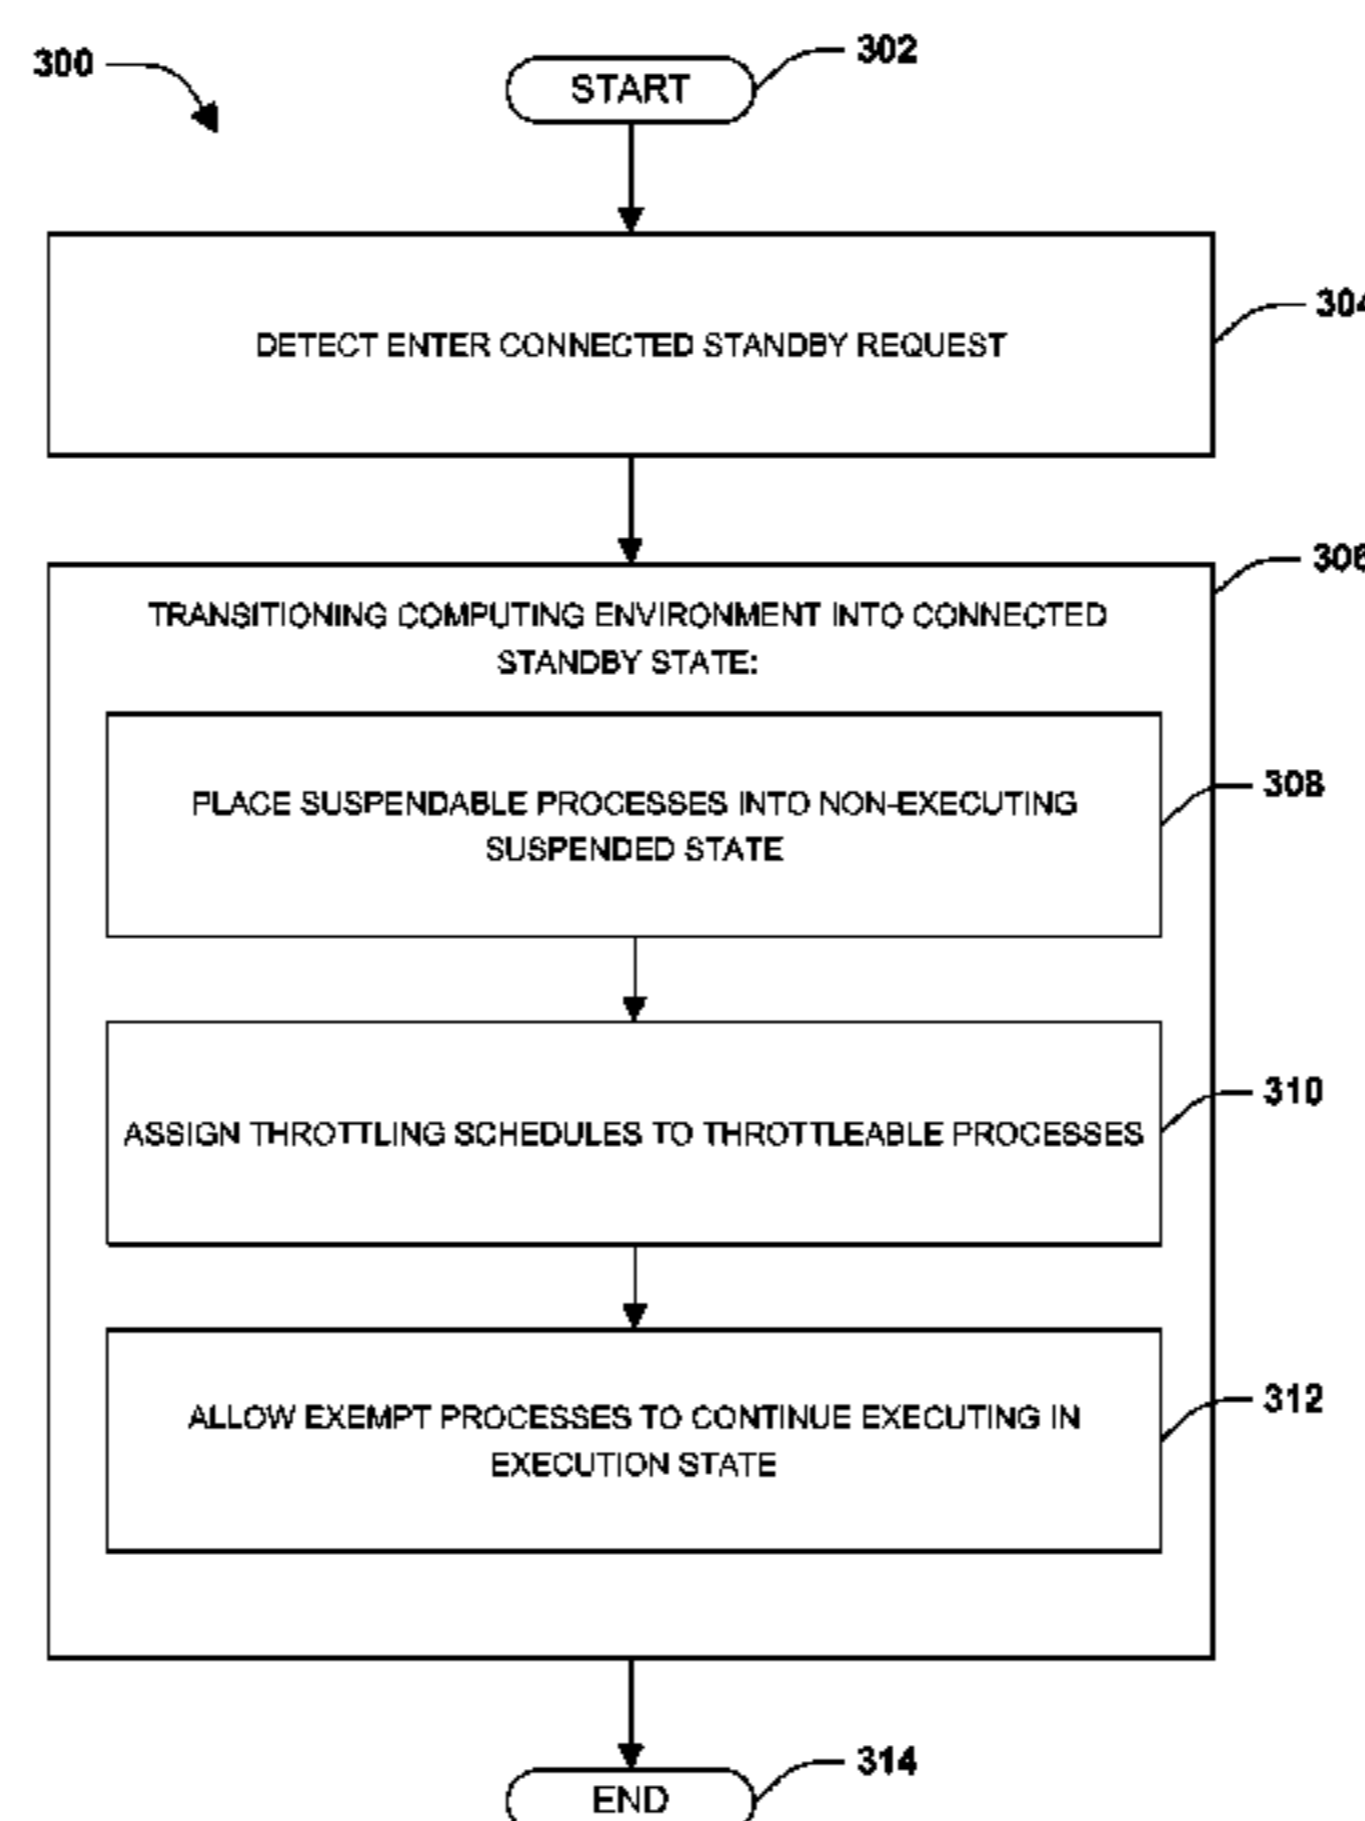 300
START
302
DETECT ENTER CONNECTED STANDBY REQUEST
304
306
TRANSITIONING COMPUTING ENVIRONMENT INTO CONNECTED
STANDBY STATE:
PLACE SUSPENDABLE PROCESSES INTO NON-EXECUTING
SUSPENDED STATE
308
ASSIGN THROTTLING SCHEDULES TO THROTTLEABLE PROCESSES
310
ALLOW EXEMPT PROCESSES TO CONTINUE EXECUTING IN
EXECUTION STATE
312
END
314